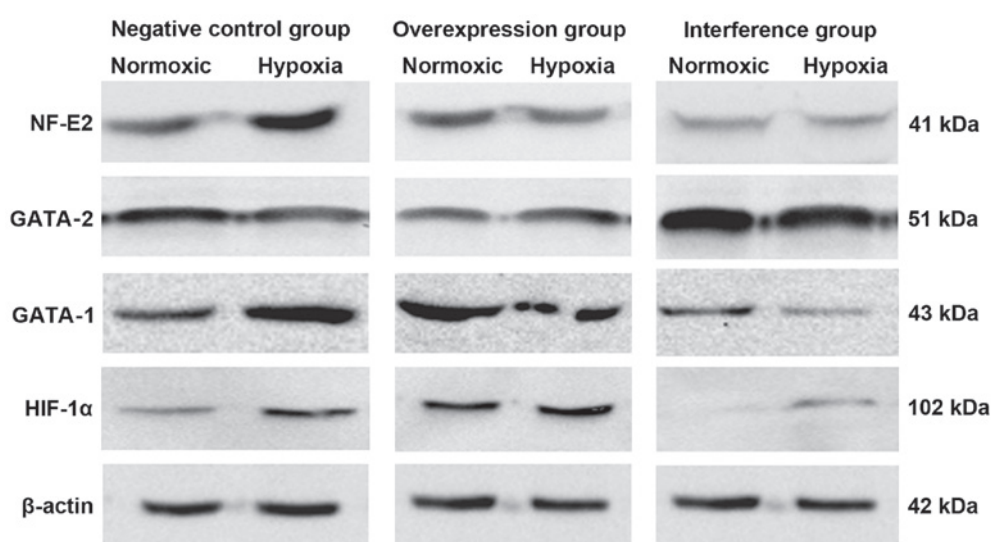 Negative control group Overexpression group Interference group
Normoxic Hypoxia Normoxic Hypoxia Normoxic Hypoxia
NF-E2 41 kDa
GATA-2 51 kDa
GATA-1 43 kDa
HIF-1α 102 kDa
β-actin 42 kDa